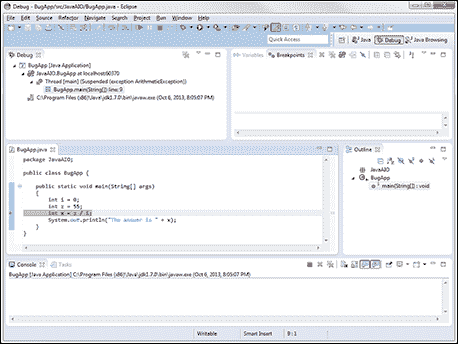 Debug - BugApp/src/JavaAIO/BugApp.java - Eclipse
File Edit Source Refactor Navigate Search Project Run Window Help
Quick Access
Java Debug Java Browsing
Debug
BugApp [Java Application]
JavaAIO.BugApp at localhost:60370
Thread [main] (Suspended (exception ArithmeticException))
BugApp.main(String[]) line: 9
C:\Program Files (x86)\Java\jdk1.7.0\bin\javaw.exe (Oct 6, 2013, 8:05:07 PM)
Variables Breakpoints
BugApp.java
package JavaAIO;
public class BugApp {
public static void main(String[] args)
{
int i = 0;
int z = 55;
int x = z / i;
System.out.println("The answer is " + x);
}
}
Outline
JavaAIO
BugApp
main(String[]) : void
Console Tasks
BugApp [Java Application] C:\Program Files (x86)\Java\jdk1.7.0\bin\javaw.exe (Oct 6, 2013, 8:05:07 PM)
Writable Smart Insert 9 : 1